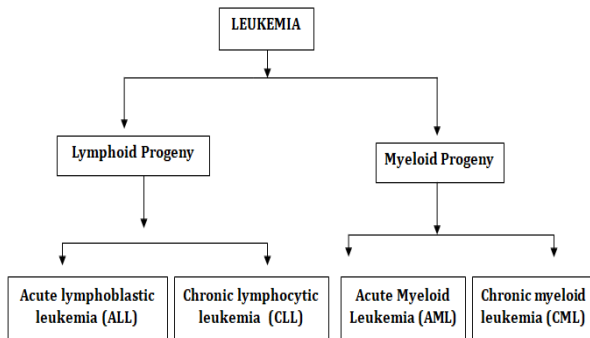 LEUKEMIA
Lymphoid Progeny
Myeloid Progeny
Acute lymphoblastic
leukemia (ALL)
Chronic lymphocytic
leukemia (CLL)
Acute Myeloid
Leukemia (AML)
Chronic myeloid
leukemia (CML)